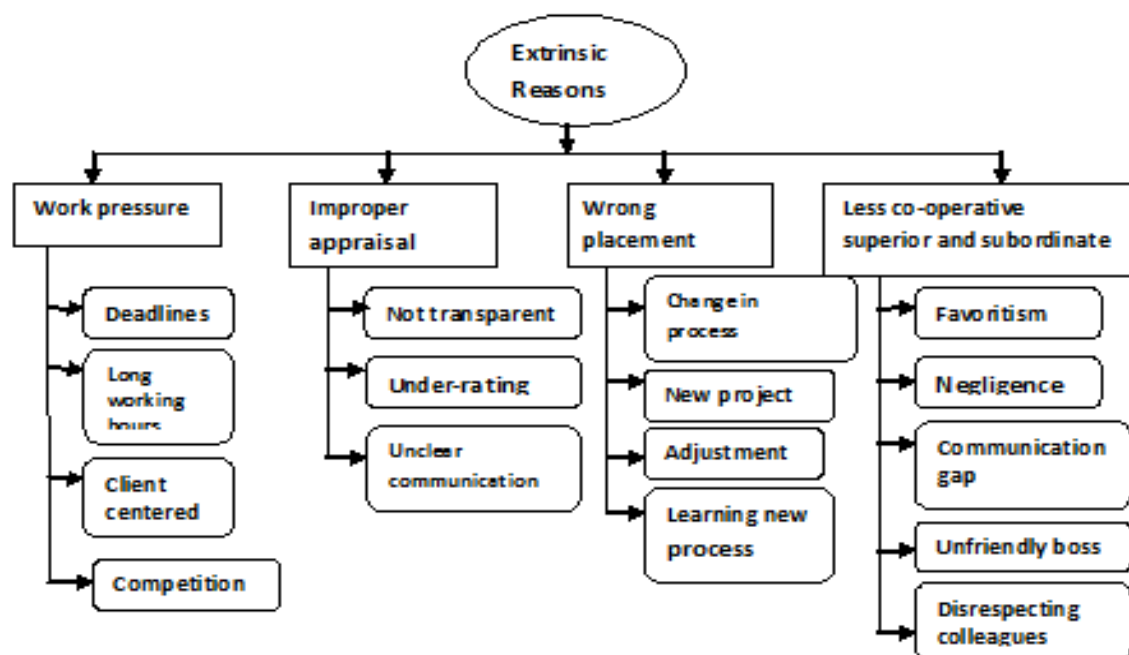 Extrinsic
Reasons
Work pressure
Deadlines
Long
working
hours
Client
centered
Competition
Improper
appraisal
Not transparent
Under-rating
Unclear
communication
Wrong
placement
Change in
process
New project
Adjustment
Learning new
process
Less co-operative
superior and subordinate
Favoritism
Negligence
Communication
gap
Unfriendly boss
Disrespecting
colleagues